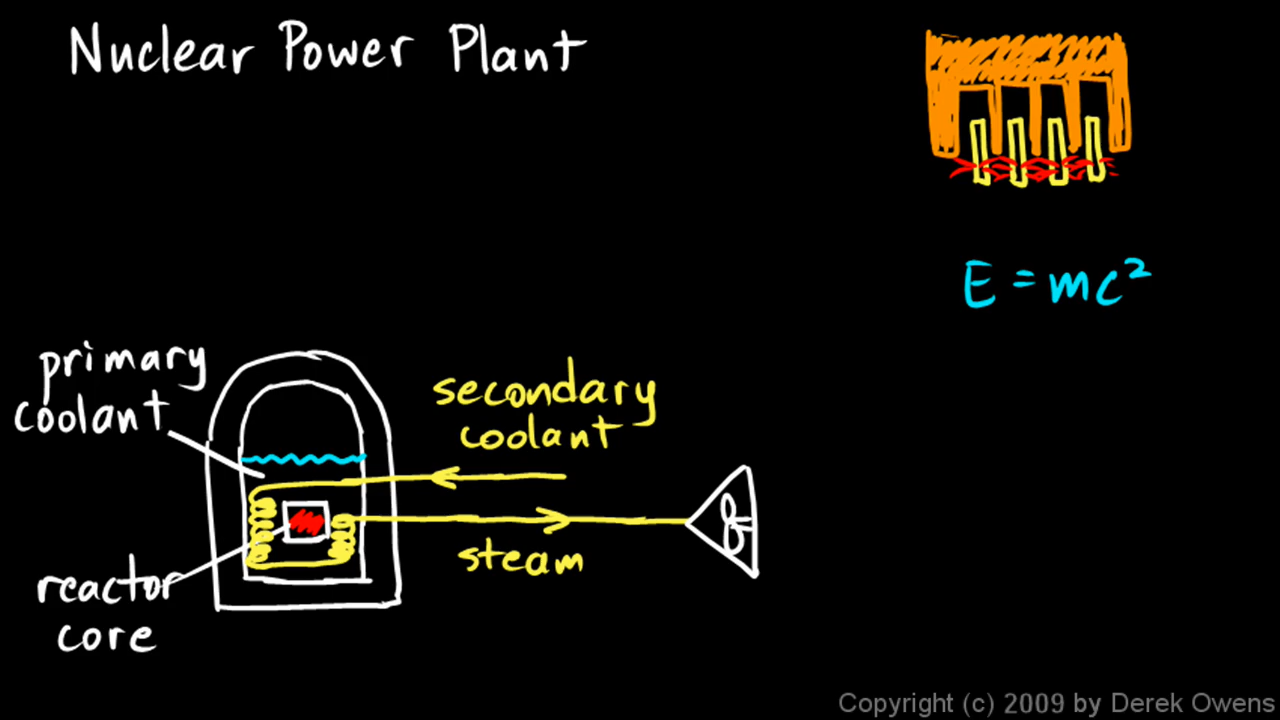 Nuclear Power Plant
E = mc²
primary
coolant
secondary
coolant
steam
reactor
core
Copyright (c) 2009 by Derek Owens